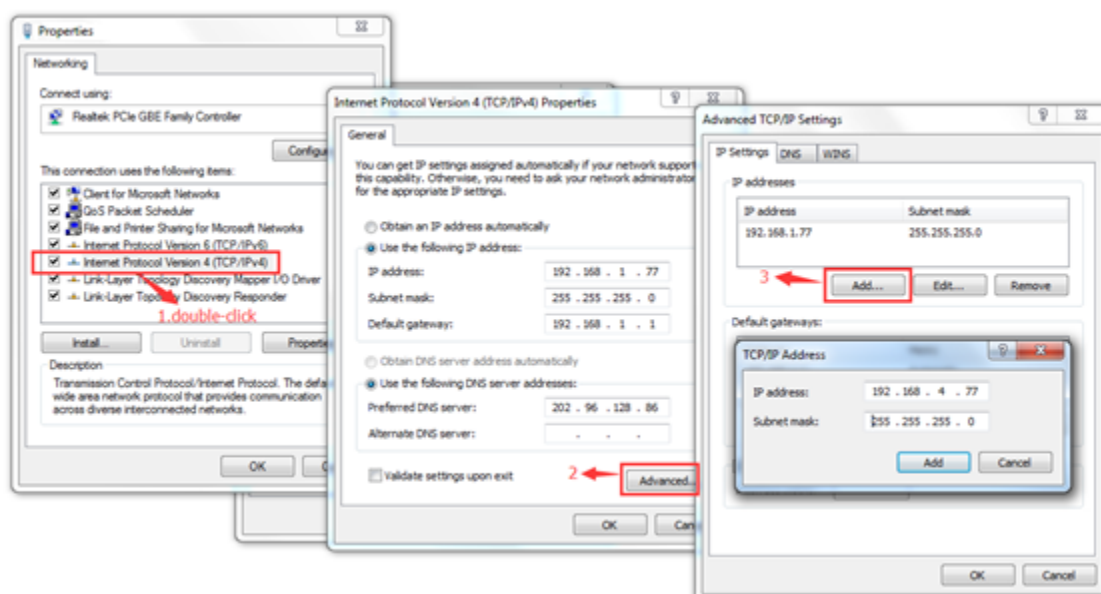 Properties
Networking
Connect using:
Realtek PCIe GBE Family Controller
This connection uses the following items:
Client for Microsoft Networks
QoS Packet Scheduler
File and Printer Sharing for Microsoft Networks
Internet Protocol Version 6 (TCP/IPv6)
Internet Protocol Version 4 (TCP/IPv4)
Link-Layer Topology Discovery Mapper I/O Driver
Link-Layer Topology Discovery Responder
1.double-click
Install...
Uninstall
Description
Transmission Control Protocol/Internet Protocol. The
wide area network protocol that provides communication
across diverse interconnected networks.
OK
Internet Protocol Version 4 (TCP/IPv4) Properties
General
You can get IP settings assigned automatically if your network support
this capability. Otherwise, you need to ask your network administrator
for the appropriate IP settings.
Obtain an IP address automatically
Use the following IP address:
IP address: 192 . 168 . 1 . 77
Subnet mask: 255 . 255 . 255 . 0
Default gateway: 192 . 168 . 1 . 1
Obtain DNS server address automatically
Use the following DNS server addresses:
Preferred DNS server: 202 . 96 . 128 . 86
Alternate DNS server: . . .
Validate settings upon exit
2
Advanced...
OK
Advanced TCP/IP Settings
IP Settings DNS WINS
IP addresses
IP address Subnet mask
192.168.1.77 255.255.255.0
3
Add... Edit... Remove
Default gateways:
TCP/IP Address
IP address: 192 . 168 . 4 . 77
Subnet mask: 255 . 255 . 255 . 0
Add Cancel
OK Cancel